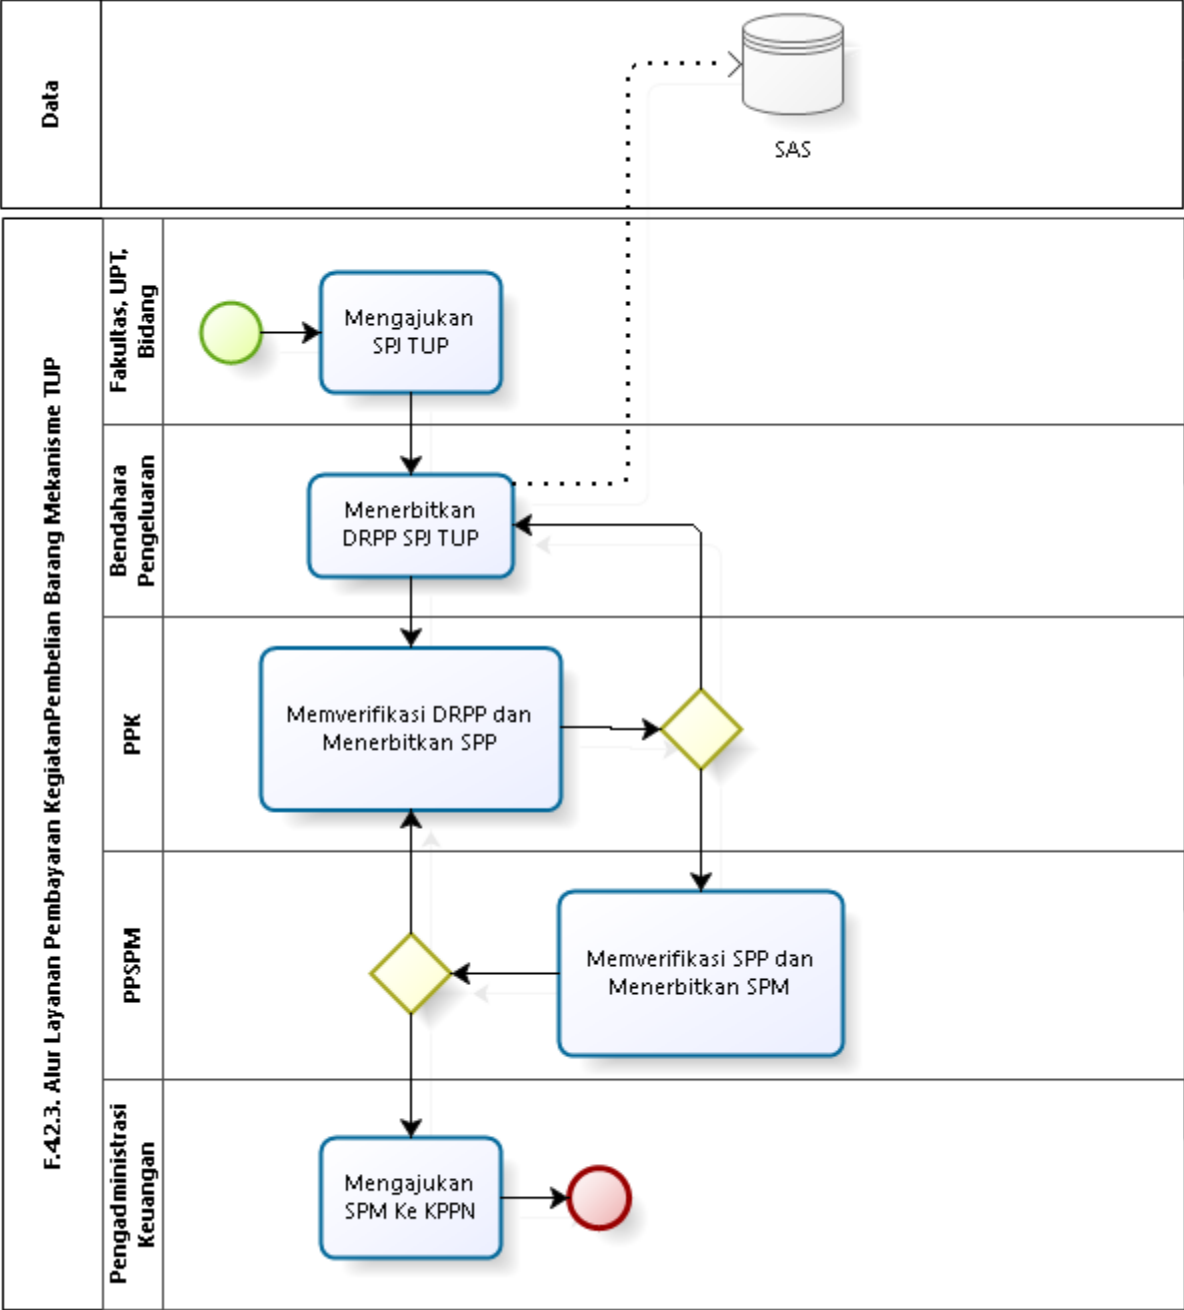 Data
SAS
F.4.2.3. Alur Layanan Pembayaran KegiatanPembelian Barang Mekanisme TUP
Fakultas, UPT,
Bidang
Mengajukan
SPJ TUP
Bendahara
Pengeluaran
Menerbitkan
DRPP SPJ TUP
PPK
Memverifikasi DRPP dan
Menerbitkan SPP
PPSPM
Memverifikasi SPP dan
Menerbitkan SPM
Pengadministrasi
Keuangan
Mengajukan
SPM Ke KPPN